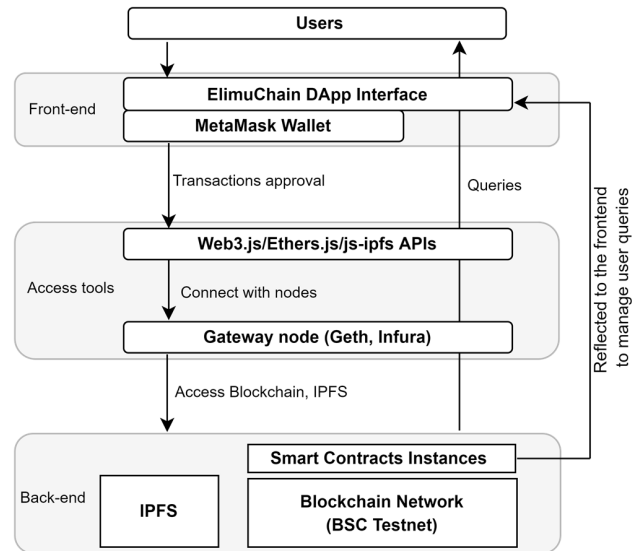 Users
Front-end
ElimuChain DApp Interface
MetaMask Wallet
Transactions approval
Queries
Access tools
Web3.js/Ethers.js/js-ipfs APIs
Connect with nodes
Gateway node (Geth, Infura)
Access Blockchain, IPFS
Reflected to the frontend
to manage user queries
Back-end
Smart Contracts Instances
IPFS
Blockchain Network
(BSC Testnet)